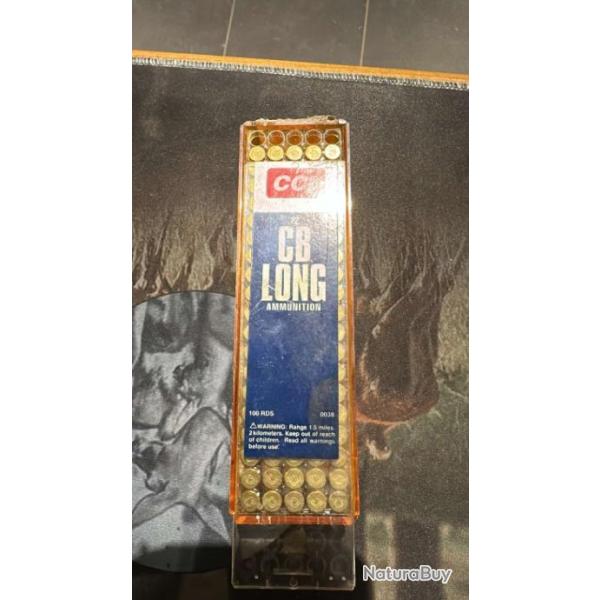 CCI
22
CB
LONG
AMMUNITION
100 RDS 0038
⚠WARNING: Range 1.5 miles,
2 kilometers. Keep out of reach
of children. Read all warnings
before use.
NaturaBuy